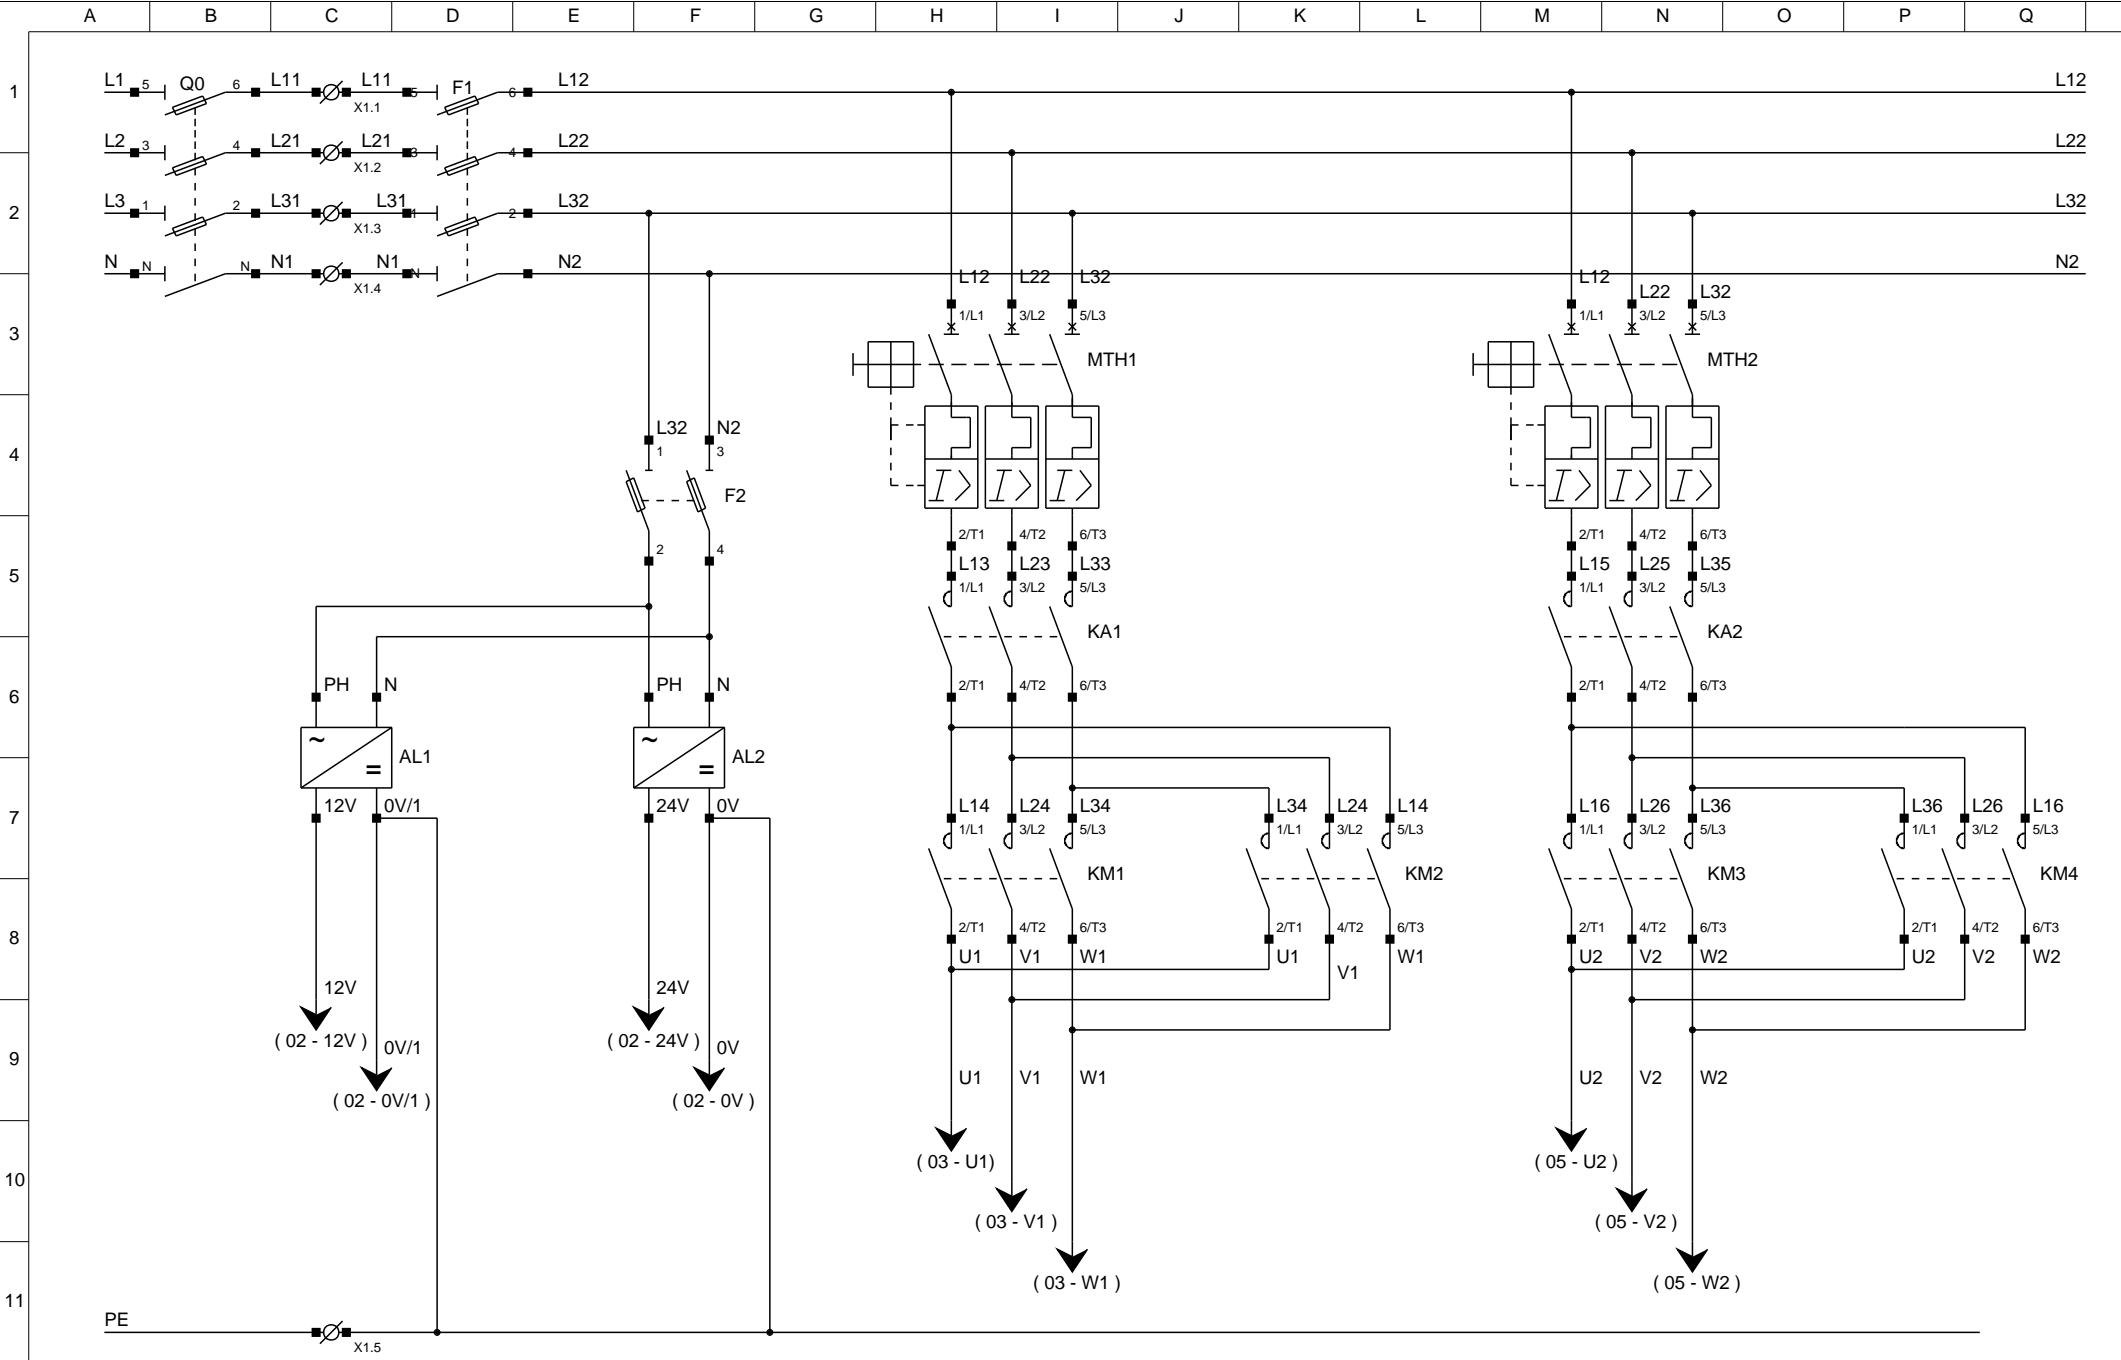 A B C D E F G H I J K L M N O P Q
1 L1 5 Q0 6 L11 L11 5 F1 6 L12 L12
X1.1
L2 3 4 L21 L21 3 4 L22 L22
X1.2
2 L3 1 2 L31 L31 1 2 L32 L32
X1.3
N N N N1 N1 N N2 N2
X1.4
L12 L22 L32 L12 L22 L32
3 1/L1 3/L2 5/L3 1/L1 3/L2 5/L3
MTH1 MTH2
L32 N2
4 1 3
F2
I> I> I> I> I> I>
2 4 2/T1 4/T2 6/T3 2/T1 4/T2 6/T3
5 L13 L23 L33 L15 L25 L35
1/L1 3/L2 5/L3 1/L1 3/L2 5/L3
KA1 KA2
6 PH N PH N 2/T1 4/T2 6/T3 2/T1 4/T2 6/T3
~ = AL1 ~ = AL2
7 12V 0V/1 24V 0V L14 L24 L34 L34 L24 L14 L16 L26 L36 L36 L26 L16
1/L1 3/L2 5/L3 1/L1 3/L2 5/L3 1/L1 3/L2 5/L3 1/L1 3/L2 5/L3
KM1 KM2 KM3 KM4
8 2/T1 4/T2 6/T3 2/T1 4/T2 6/T3 2/T1 4/T2 6/T3 2/T1 4/T2 6/T3
U1 V1 W1 U1 V1 W1 U2 V2 W2 U2 V2 W2
12V 24V
( 02 - 12V ) 0V/1 ( 02 - 24V ) 0V
9 U1 V1 W1 U2 V2 W2
( 02 - 0V/1 ) ( 02 - 0V )
( 03 - U1) ( 05 - U2 )
10
( 03 - V1 ) ( 05 - V2 )
( 03 - W1 ) ( 05 - W2 )
11
PE
X1.5